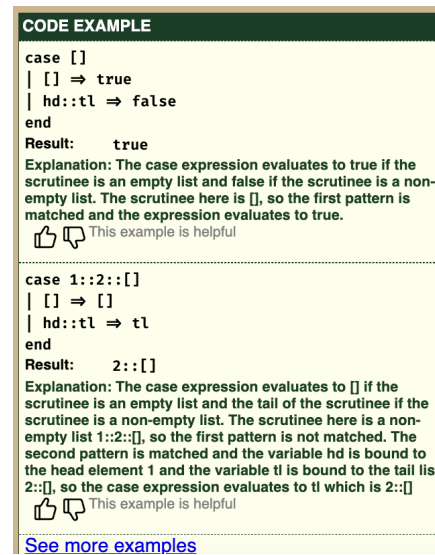 CODE EXAMPLE
case []
| [] ⇒ true
| hd::tl ⇒ false
end
Result: true
Explanation: The case expression evaluates to true if the
scrutinee is an empty list and false if the scrutinee is a non-
empty list. The scrutinee here is [], so the first pattern is
matched and the expression evaluates to true.
This example is helpful
case 1::2::[]
| [] ⇒ []
| hd::tl ⇒ tl
end
Result: 2::[]
Explanation: The case expression evaluates to [] if the
scrutinee is an empty list and the tail of the scrutinee if the
scrutinee is a non-empty list. The scrutinee here is a non-
empty list 1::2::[], so the first pattern is not matched. The
second pattern is matched and the variable hd is bound to
the head element 1 and the variable tl is bound to the tail lis
2::[], so the case expression evaluates to tl which is 2::[]
This example is helpful
See more examples